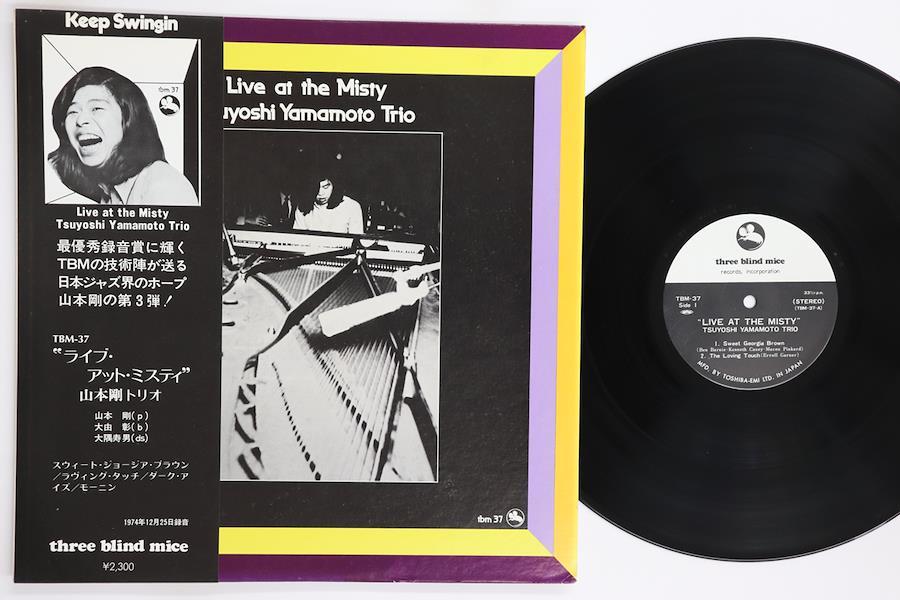 Keep Swingin
tbm 37
Live at the Misty
Tsuyoshi Yamamoto Trio
最優秀録音賞に輝く
TBMの技術陣が送る
日本ジャズ界のホープ
山本剛の第3弾！
TBM-37
“ライブ・
アット・ミスティ”
山本剛トリオ
山本 剛(p)
大由 彰(b)
大隅寿男(ds)
スウィート・ジョージア・ブラウン
／ラヴィング・タッチ／ダーク・ア
イズ／モーニン
1974年12月25日録音
three blind mice
¥2,300
Live at the Misty
uyoshi Yamamoto Trio
tbm 37
three blind mice
records, incorporation
TBM-37
Side 1
33⅓r.p.m.
(STEREO)
(TBM-37-A)
"LIVE AT THE MISTY"
TSUYOSHI YAMAMOTO TRIO
1. Sweet Georgia Brown
(Ben Bernie-Kenneth Casey-Maceo Pinkard)
2. The Loving Touch(Erroll Garner)
MFD. BY TOSHIBA-EMI LTD. IN JAPAN